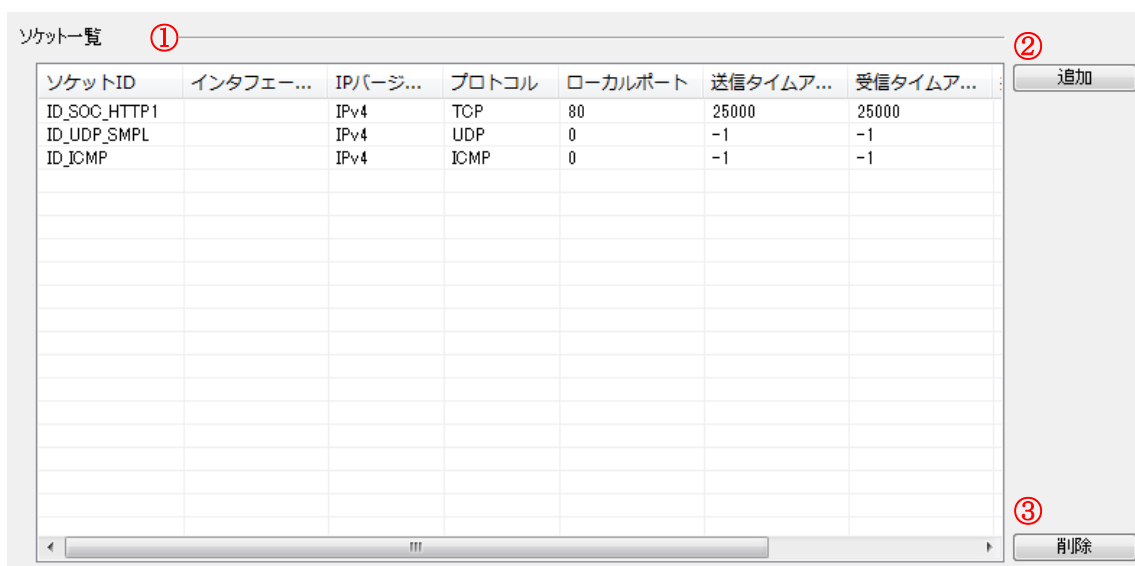 ソケット一覧 ①
②
追加
ソケットID インタフェー... IPバージ... プロトコル ローカルポート 送信タイムア... 受信タイムア...
ID_SOC_HTTP1 IPv4 TCP 80 25000 25000
ID_UDP_SMPL IPv4 UDP 0 -1 -1
ID_ICMP IPv4 ICMP 0 -1 -1
③
削除